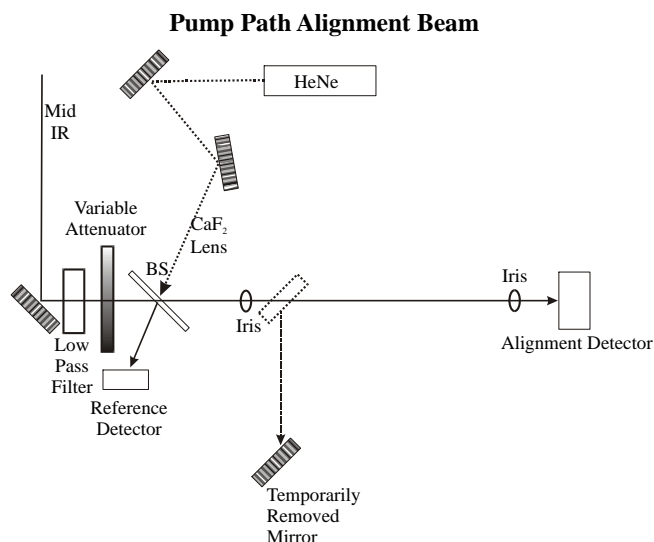 Pump Path Alignment Beam
HeNe
Mid
IR
Variable
Attenuator
CaF₂
Lens
BS
Iris
Iris
Low
Pass
Filter
Alignment Detector
Reference
Detector
Temporarily
Removed
Mirror